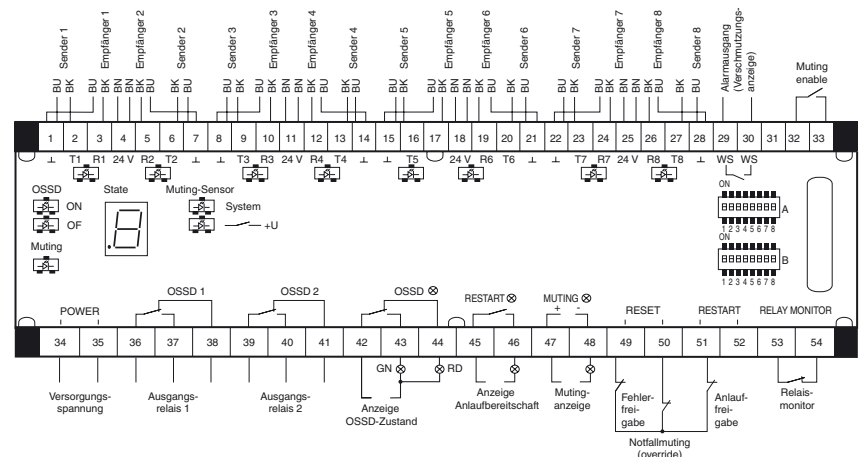 Sender 1
Empfänger 1
Empfänger 2
Sender 2
Sender 3
Empfänger 3
Empfänger 4
Sender 4
Sender 5
Empfänger 5
Empfänger 6
Sender 6
Sender 7
Empfänger 7
Empfänger 8
Sender 8
Alarmausgang
(Verschmutzungs-
anzeige)
Muting
enable
BU BK BU BK BN BN BK BU BK BU
BU BK BU BK BN BN BK BU BK BU
BU BK BU BK BN BN BK BU BK BU
BU BK BU BK BN BN BK BU BK BU
1 2 3 4 5 6 7 8 9 10 11 12 13 14 15 16 17 18 19 20 21 22 23 24 25 26 27 28 29 30 31 32 33
⊥ T1 R1 24 V R2 T2 ⊥ ⊥ T3 R3 24 V R4 T4 ⊥ ⊥ T5 24 V R6 T6 ⊥ ⊥ T7 R7 24 V R8 T8 ⊥ WS WS
OSSD
ON
OF
State
8
Muting-Sensor
System
+U
Muting
ON
A
1 2 3 4 5 6 7 8
ON
B
1 2 3 4 5 6 7 8
POWER
OSSD 1
OSSD 2
OSSD
RESTART
MUTING
+ -
RESET
RESTART
RELAY MONITOR
34 35 36 37 38 39 40 41 42 43 44 45 46 47 48 49 50 51 52 53 54
GN RD
Versorgungs-
spannung
Ausgangs-
relais 1
Ausgangs-
relais 2
Anzeige
OSSD-Zustand
Anzeige
Anlaufbereitschaft
Muting-
anzeige
Fehler-
frei-
gabe
Anlauf-
frei-
gabe
Relais-
monitor
Notfallmuting
(override)